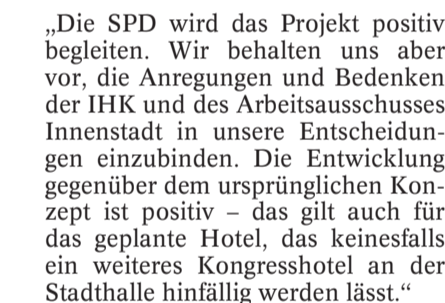 „Die SPD wird das Projekt positiv
begleiten. Wir behalten uns aber
vor, die Anregungen und Bedenken
der IHK und des Arbeitsausschusses
Innenstadt in unsere Entscheidun-
gen einzubinden. Die Entwicklung
gegenüber dem ursprünglichen Kon-
zept ist positiv – das gilt auch für
das geplante Hotel, das keinesfalls
ein weiteres Kongresshotel an der
Stadthalle hinfällig werden lässt.“